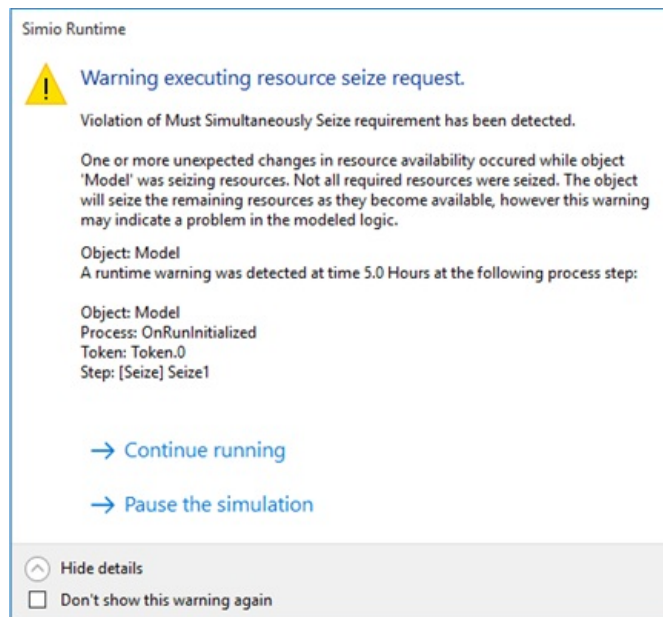 Simio Runtime
Warning executing resource seize request.
Violation of Must Simultaneously Seize requirement has been detected.
One or more unexpected changes in resource availability occured while object
'Model' was seizing resources. Not all required resources were seized. The object
will seize the remaining resources as they become available, however this warning
may indicate a problem in the modeled logic.
Object: Model
A runtime warning was detected at time 5.0 Hours at the following process step:
Object: Model
Process: OnRunInitialized
Token: Token.0
Step: [Seize] Seize1
→ Continue running
→ Pause the simulation
Hide details
Don't show this warning again